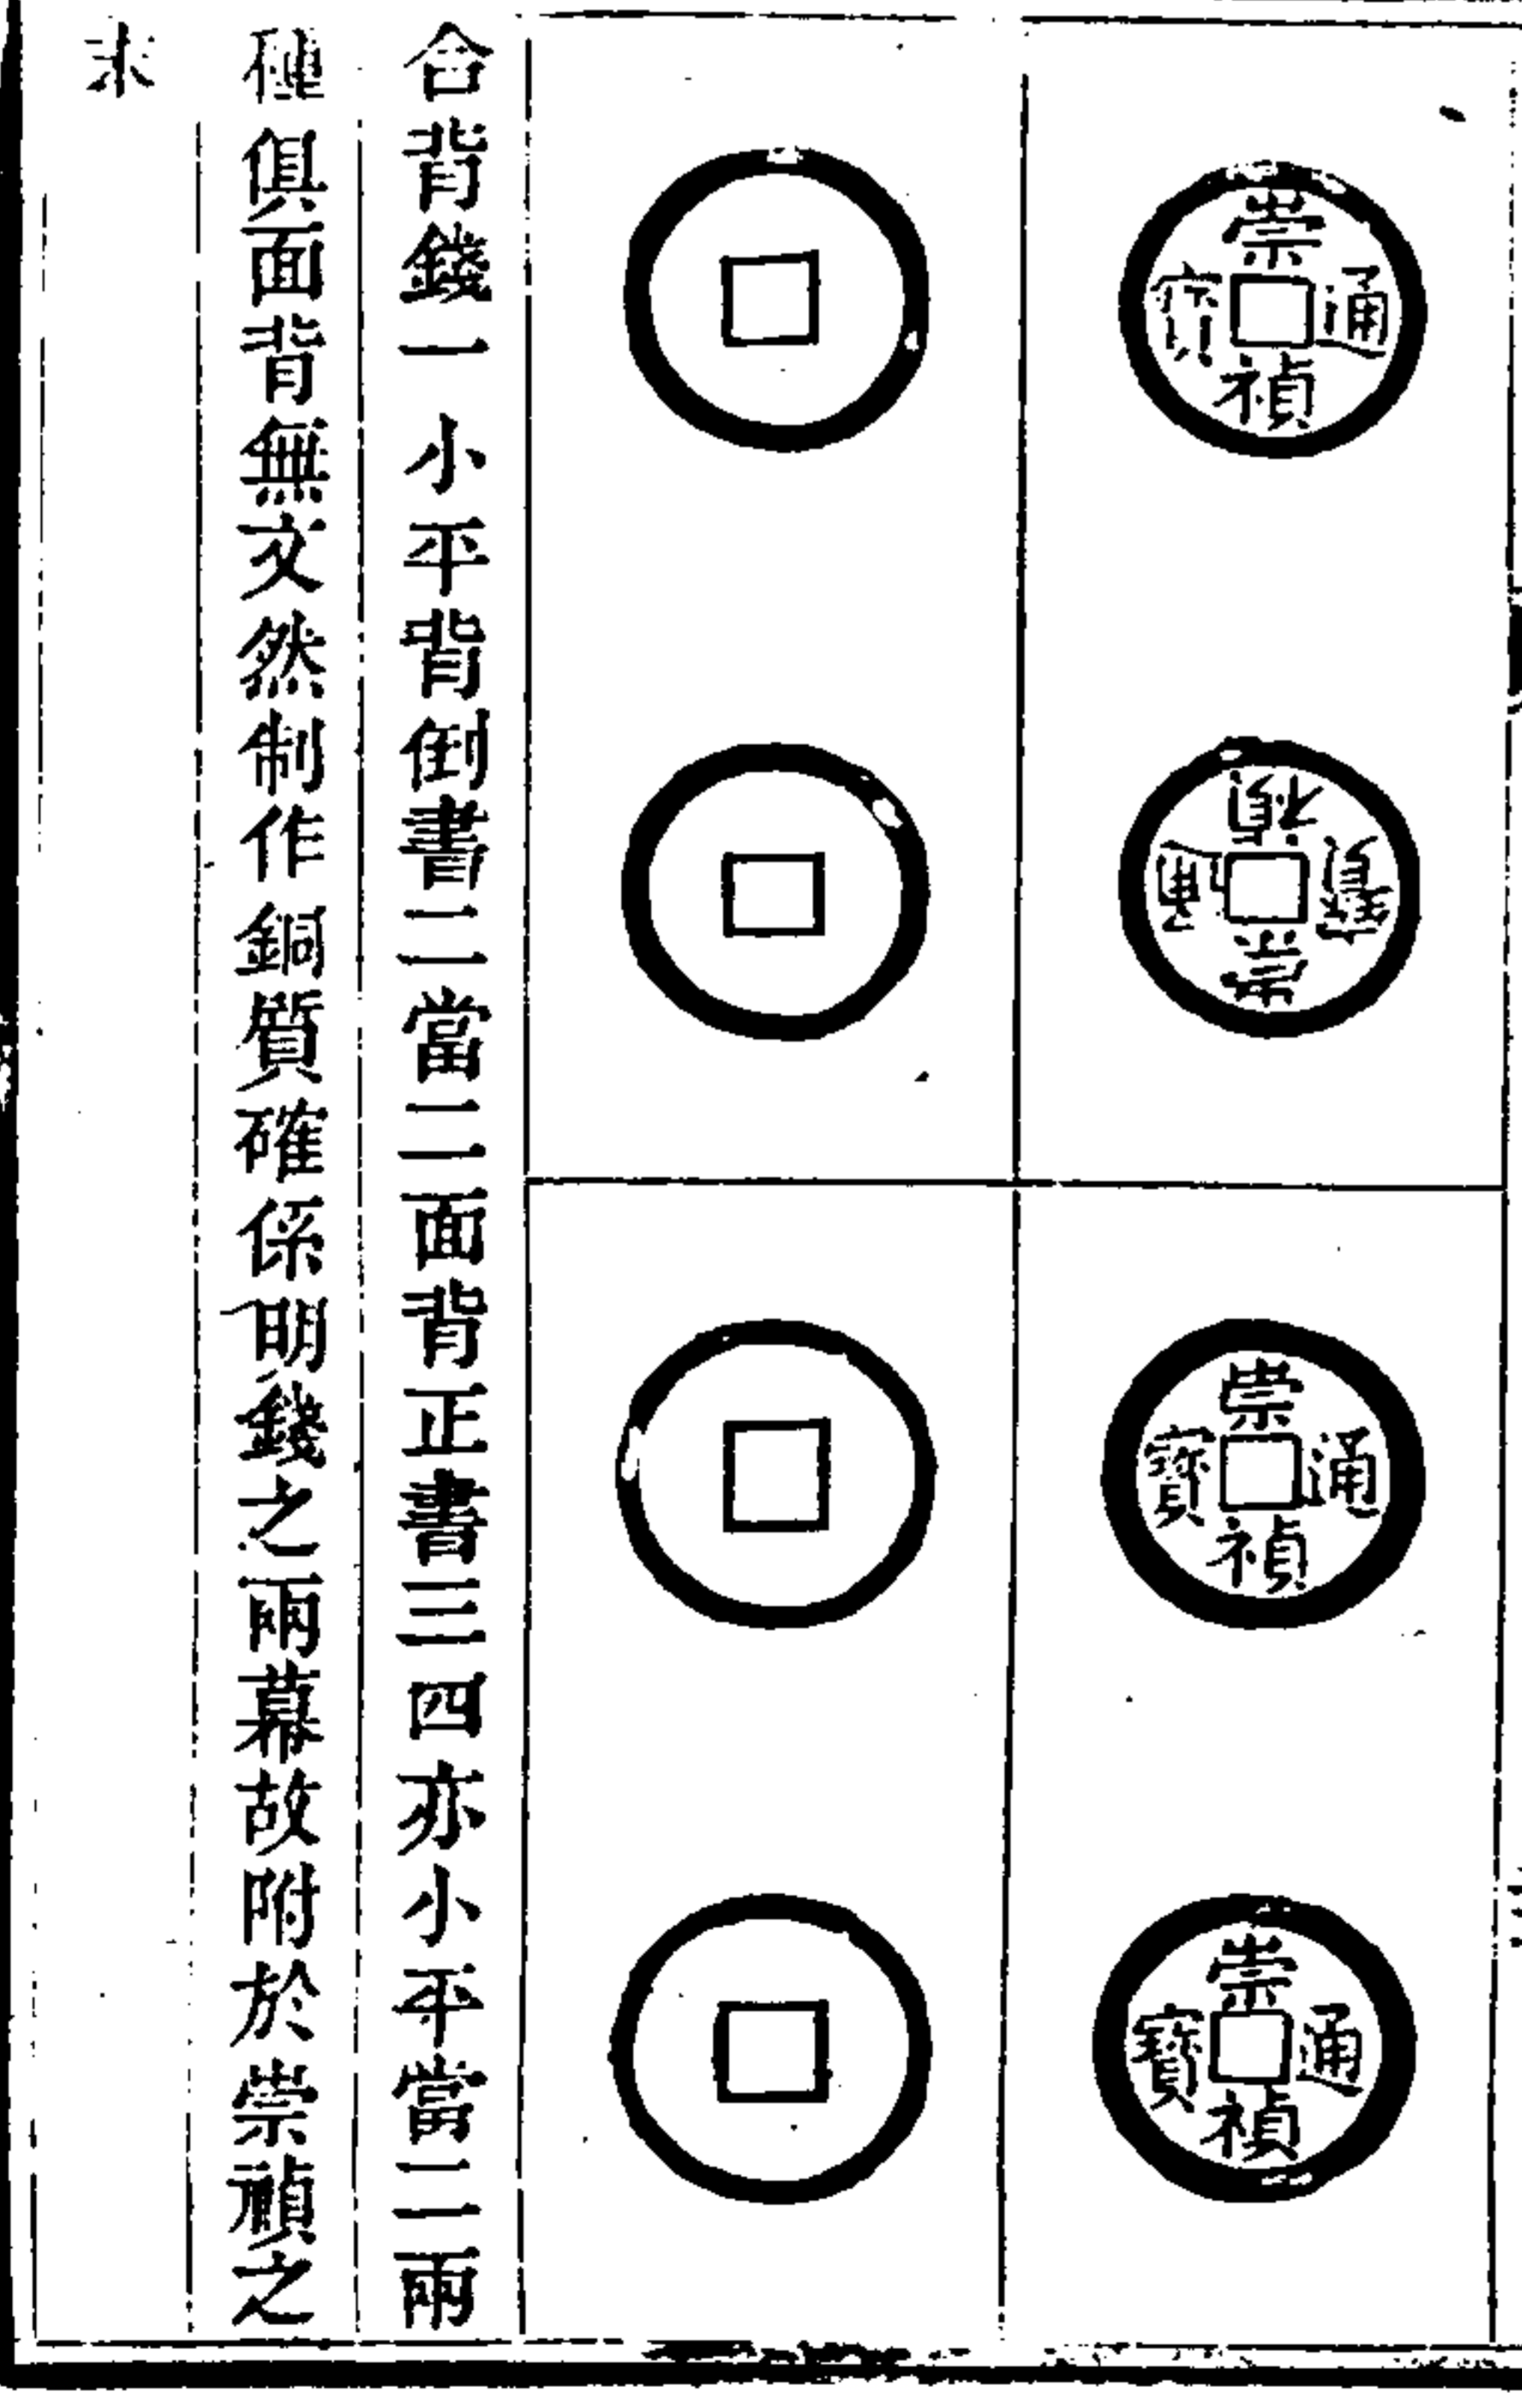 崇禎通寶
崇禎通寶
崇禎通寶
崇禎通寶
合背錢一小平背倒書二當二面背正書三四亦小平當二兩
種俱面背無文然制作銅質確係明錢之兩幕故附於崇禎之
末